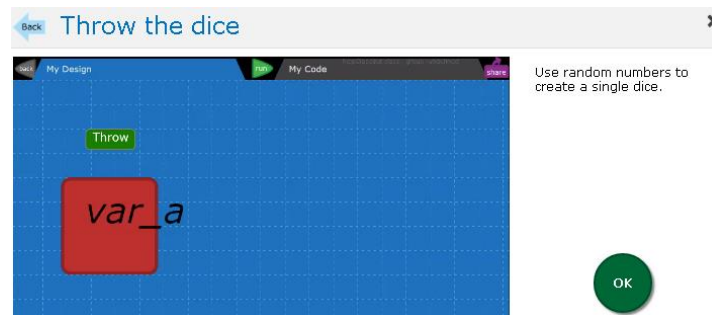 Back
Throw the dice
x
back
My Design
run
My Code
share
Use random numbers to
create a single dice.
Throw
var_a
OK